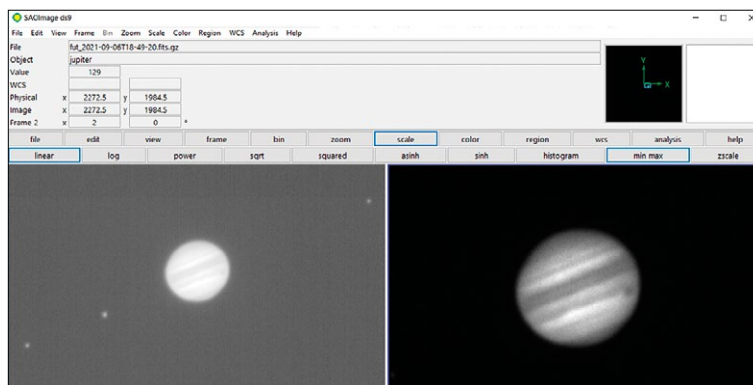 SAOImage ds9
File Edit View Frame Bin Zoom Scale Color Region WCS Analysis Help
File fut_2021-09-06T18-49-20.fits.gz
Object jupiter
Value 129
WCS
Physical x 2272.5 y 1984.5
Image x 2272.5 y 1984.5
Frame 2 x 2 0 °
Y
X
file edit view frame bin zoom scale color region wcs analysis help
linear log power sqrt squared asinh sinh histogram min max zscale